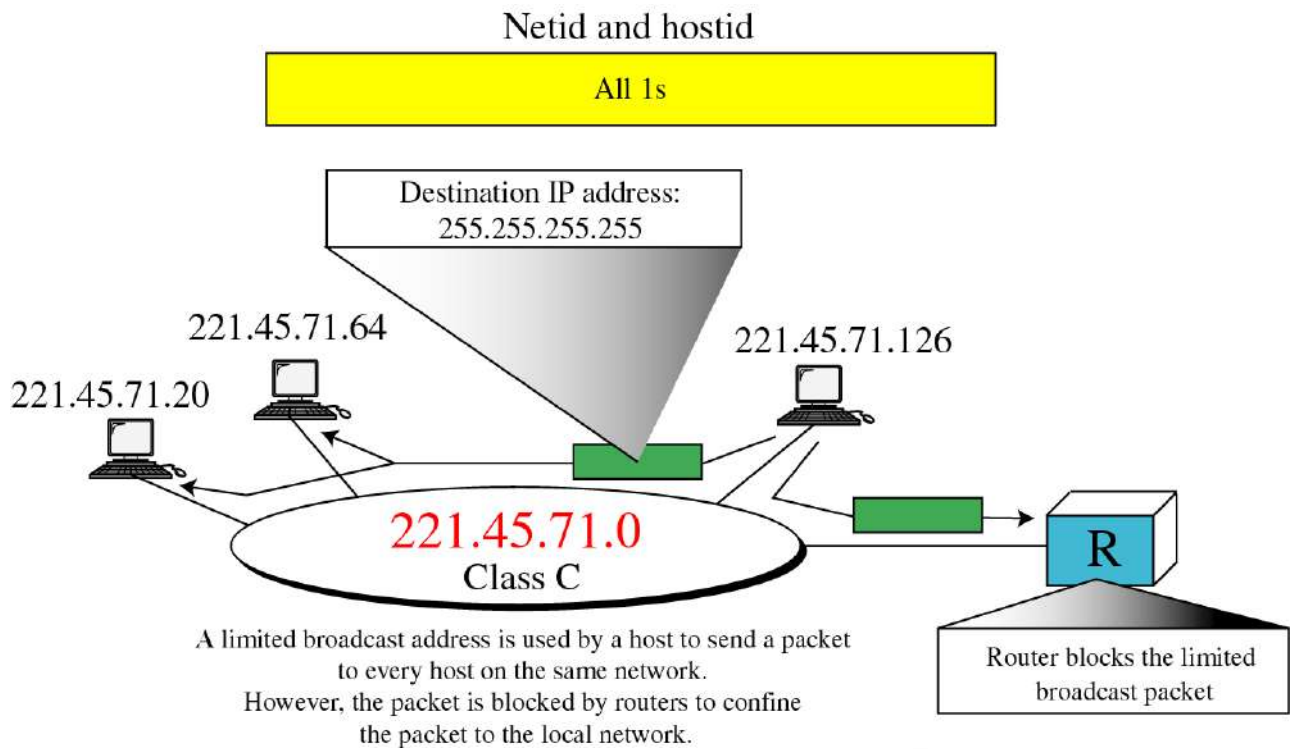 Netid and hostid
All 1s
Destination IP address:
255.255.255.255
221.45.71.64
221.45.71.126
221.45.71.20
221.45.71.0
Class C
R
A limited broadcast address is used by a host to send a packet
to every host on the same network.
However, the packet is blocked by routers to confine
the packet to the local network.
Router blocks the limited
broadcast packet